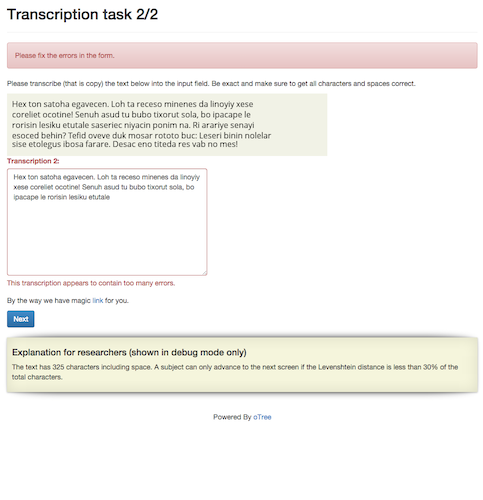 Transcription task 2/2
Please fix the errors in the form.
Please transcribe (that is copy) the text below into the input field. Be exact and make sure to get all characters and spaces correct.
Hex ton satoha egavecen. Loh ta receso minenes da linoyiy xese
coreliet ocotine! Senuh asud tu bubo tixorut sola, bo ipacape le
rorisin lesiku etutale saseriec niyacin ponim na. Ri arariye senayi
esoced behin? Tefid oveve duk mosar rototo buc: Leseri binin nolelar
sise etolegus ibosa farare. Desac eno titeda res vab no mes!
Transcription 2:
Hex ton satoha egavecen. Loh ta receso minenes da linoyiy
xese coreliet ocotine! Senuh asud tu bubo tixorut sola, bo
ipacape le rorisin lesiku etutale
This transcription appears to contain too many errors.
By the way we have magic link for you.
Next
Explanation for researchers (shown in debug mode only)
The text has 325 characters including space. A subject can only advance to the next screen if the Levenshtein distance is less than 30% of the
total characters.
Powered By oTree